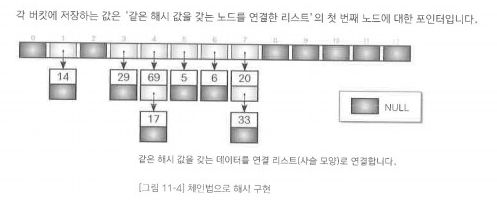 각 버킷에 저장하는 값은 '같은 해시 값을 갖는 노드를 연결한 리스트'의 첫 번째 노드에 대한 포인터입니다.
0 1 2 3 4 5 6 7 8 9 10 11 12
14 29 69 5 6 20
NULL
17 33
같은 해시 값을 갖는 데이터를 연결 리스트(사슬 모양)로 연결합니다.
[그림 11-4] 체인법으로 해시 구현